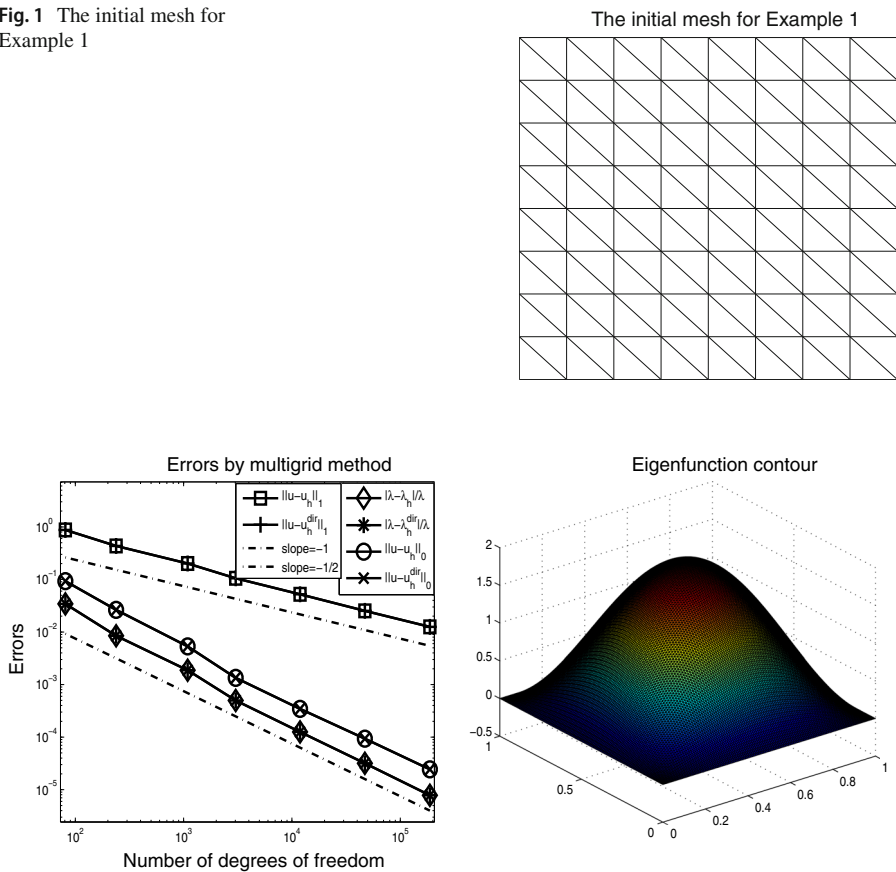 Fig. 1 The initial mesh for
Example 1
The initial mesh for Example 1
Errors by multigrid method
||u−u_h||_1
||u−u_h^dir||_1
slope=−1
slope=−1/2
|λ−λ_h|/λ
|λ−λ_h^dir|/λ
||u−u_h||_0
||u−u_h^dir||_0
Errors
10^0
10^−1
10^−2
10^−3
10^−4
10^−5
10^2 10^3 10^4 10^5
Number of degrees of freedom
Eigenfunction contour
2
1.5
1
0.5
0
−0.5
1
0.5
0
0
0.2
0.4
0.6
0.8
1